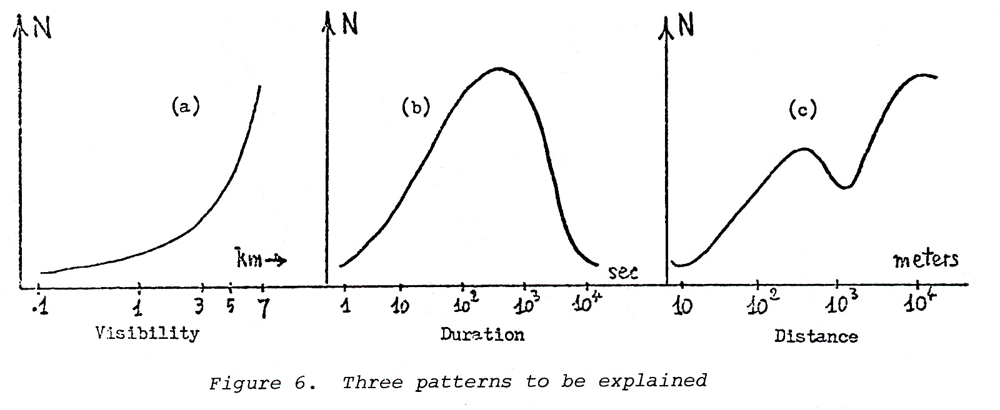 N N N
(a) (b) (c)
km→ sec meters
.1 1 3 5 7 1 10 10² 10³ 10⁴ 10 10² 10³ 10⁴
Visibility Duration Distance
Figure 6. Three patterns to be explained